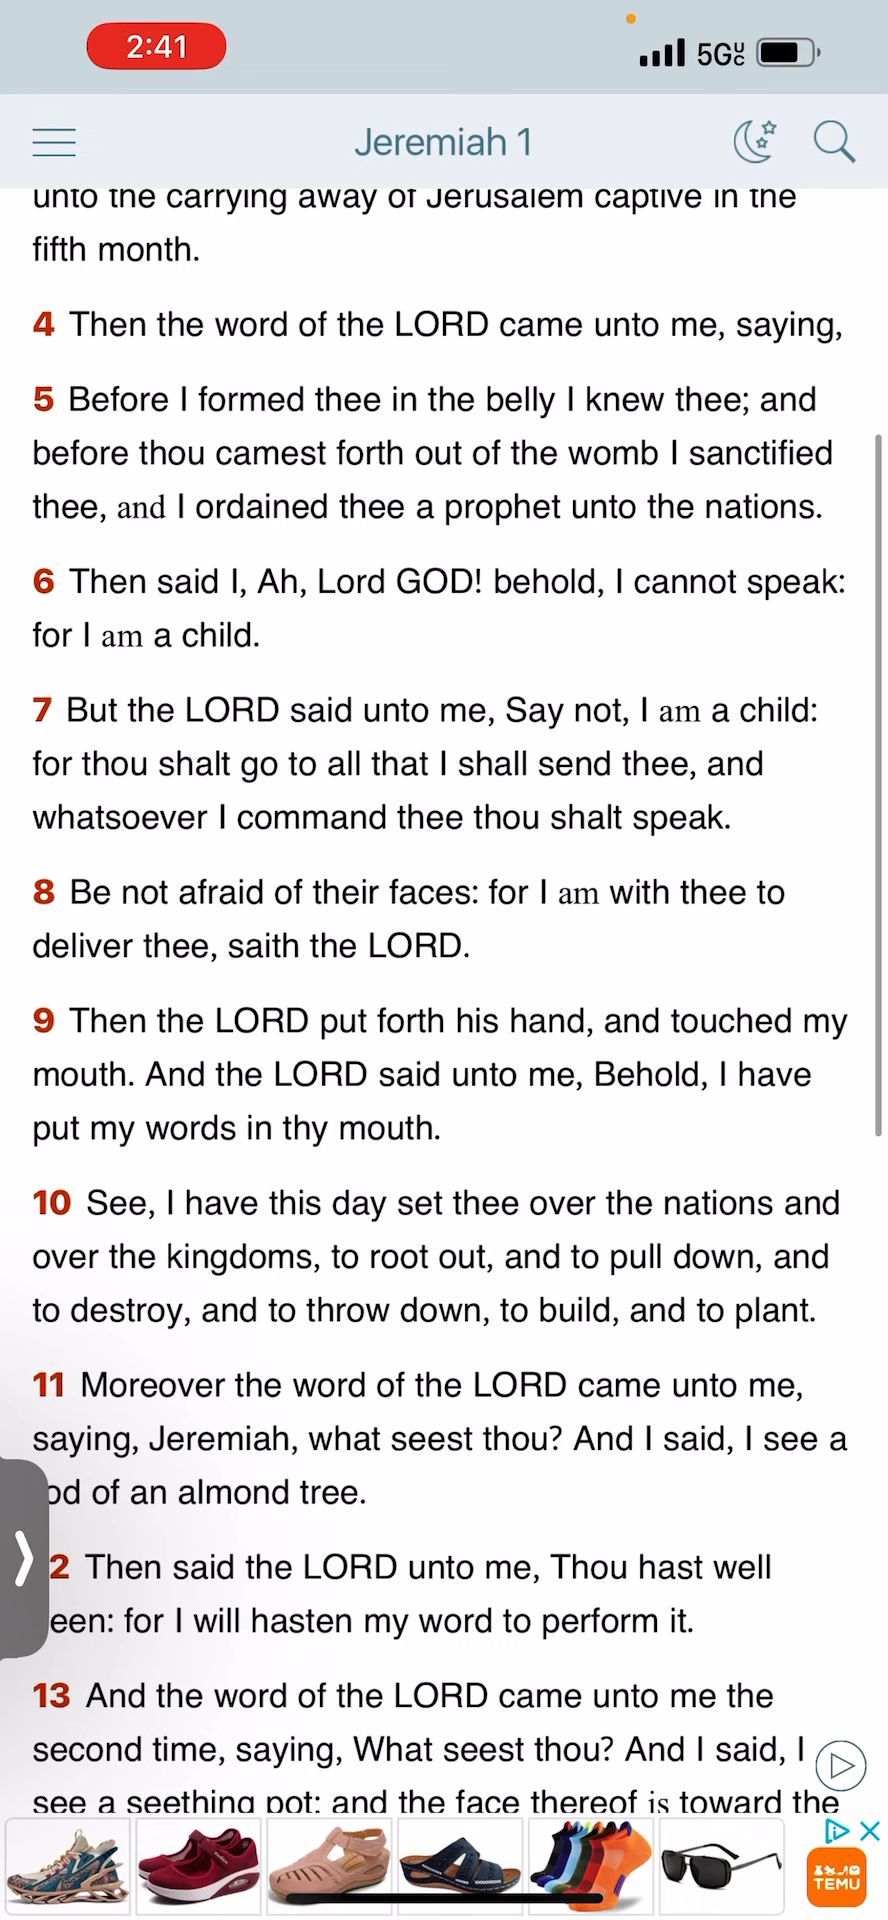 2:41
5G UC
Jeremiah 1
unto the carrying away of Jerusalem captive in the
fifth month.
4 Then the word of the LORD came unto me, saying,
5 Before I formed thee in the belly I knew thee; and
before thou camest forth out of the womb I sanctified
thee, and I ordained thee a prophet unto the nations.
6 Then said I, Ah, Lord GOD! behold, I cannot speak:
for I am a child.
7 But the LORD said unto me, Say not, I am a child:
for thou shalt go to all that I shall send thee, and
whatsoever I command thee thou shalt speak.
8 Be not afraid of their faces: for I am with thee to
deliver thee, saith the LORD.
9 Then the LORD put forth his hand, and touched my
mouth. And the LORD said unto me, Behold, I have
put my words in thy mouth.
10 See, I have this day set thee over the nations and
over the kingdoms, to root out, and to pull down, and
to destroy, and to throw down, to build, and to plant.
11 Moreover the word of the LORD came unto me,
saying, Jeremiah, what seest thou? And I said, I see a
od of an almond tree.
2 Then said the LORD unto me, Thou hast well
een: for I will hasten my word to perform it.
13 And the word of the LORD came unto me the
second time, saying, What seest thou? And I said, I
see a seething pot; and the face thereof is toward the
TEMU